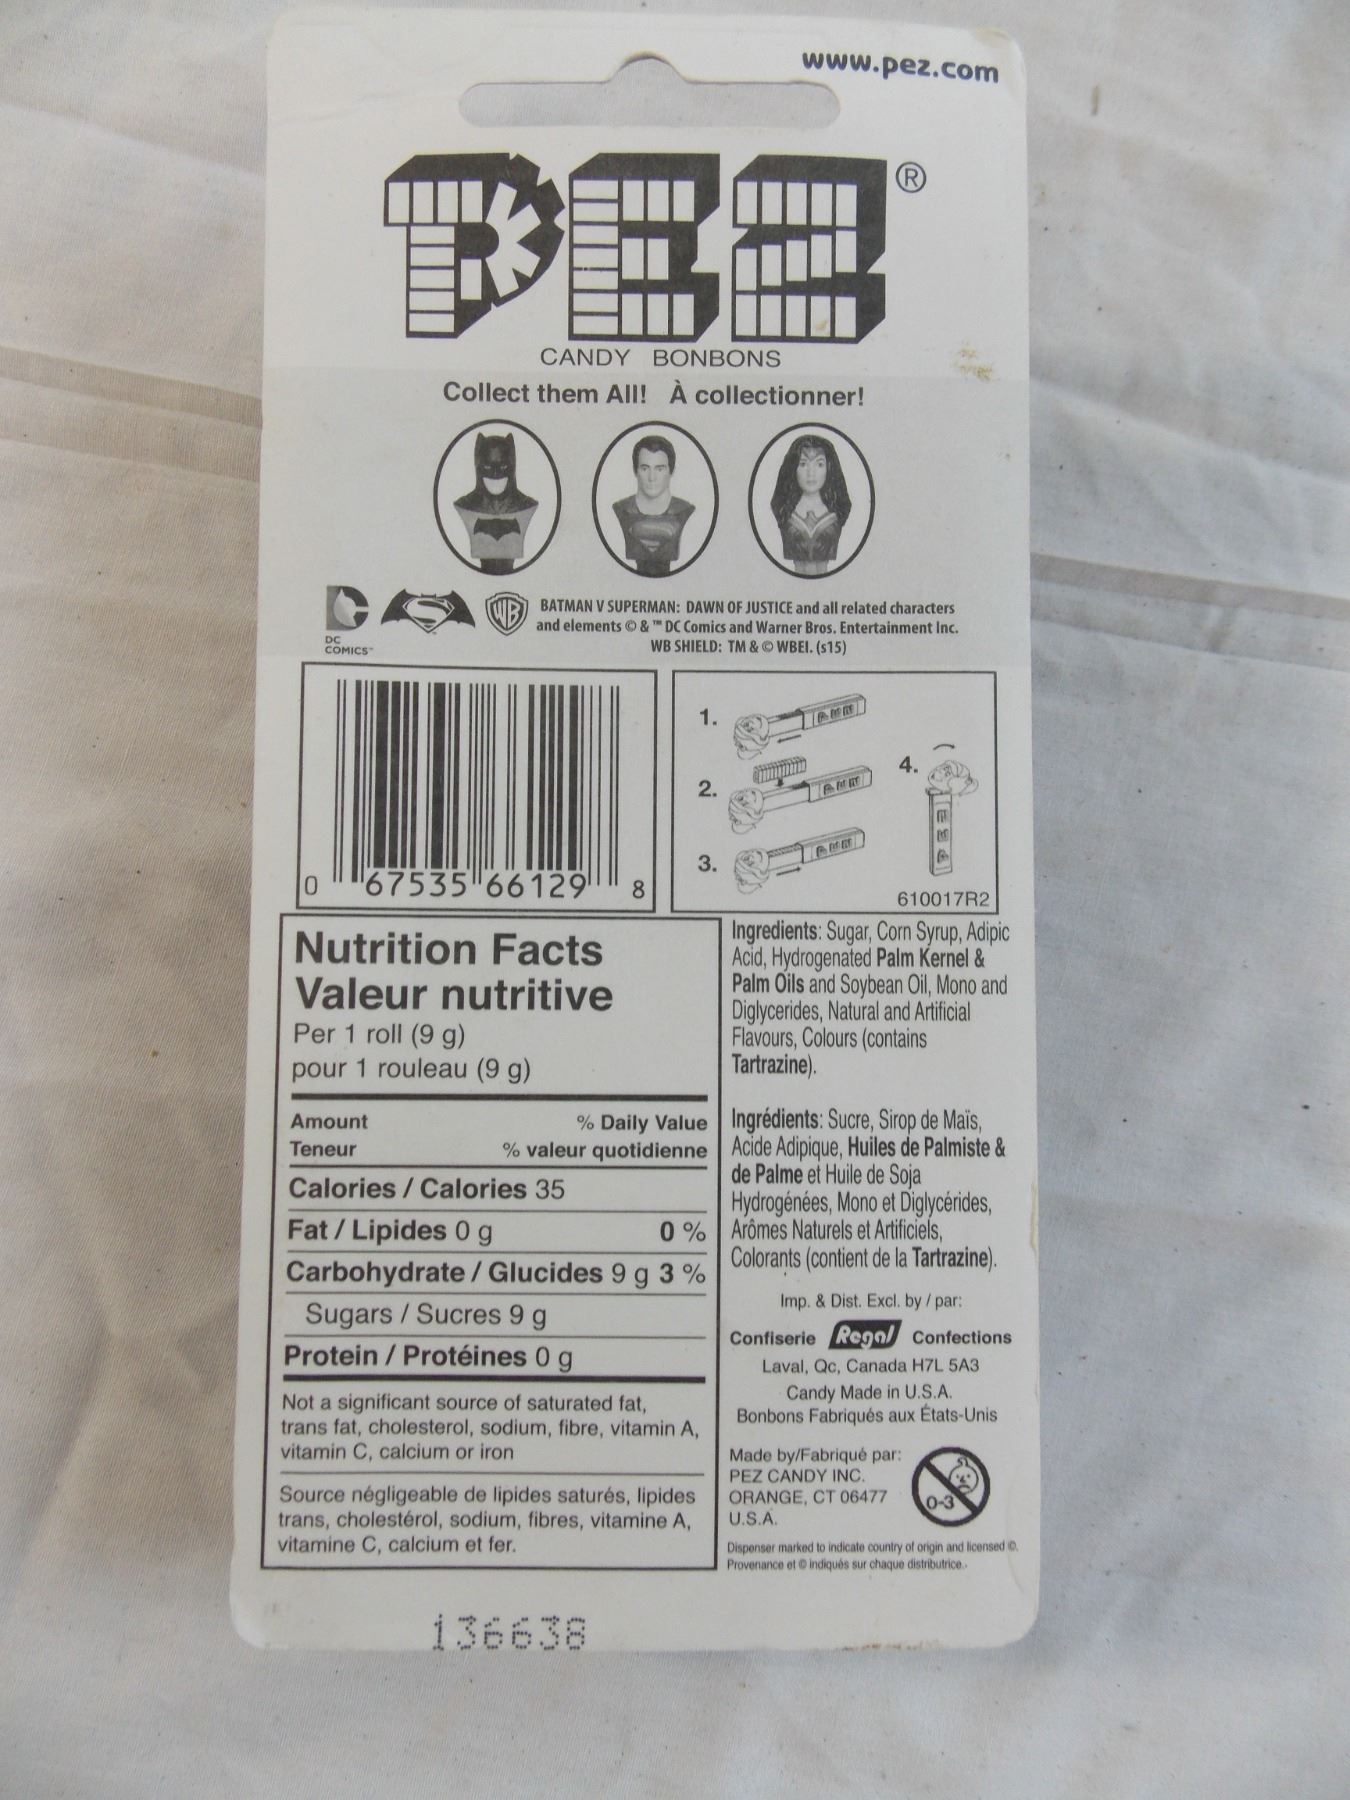 www.pez.com
PEZ®
CANDY BONBONS
Collect them All! À collectionner!
DC
COMICS™
WB
BATMAN V SUPERMAN: DAWN OF JUSTICE and all related characters
and elements © & ™ DC Comics and Warner Bros. Entertainment Inc.
WB SHIELD: TM & © WBEI. (s15)
0 67535 66129 8
1.
PEZ
2.
PEZ
3.
PEZ
4.
PEZ
610017R2
Nutrition Facts
Valeur nutritive
Per 1 roll (9 g)
pour 1 rouleau (9 g)
Amount % Daily Value
Teneur % valeur quotidienne
Calories / Calories 35
Fat / Lipides 0 g 0 %
Carbohydrate / Glucides 9 g 3 %
Sugars / Sucres 9 g
Protein / Protéines 0 g
Not a significant source of saturated fat,
trans fat, cholesterol, sodium, fibre, vitamin A,
vitamin C, calcium or iron
Source négligeable de lipides saturés, lipides
trans, cholestérol, sodium, fibres, vitamine A,
vitamine C, calcium et fer.
Ingredients: Sugar, Corn Syrup, Adipic
Acid, Hydrogenated Palm Kernel &
Palm Oils and Soybean Oil, Mono and
Diglycerides, Natural and Artificial
Flavours, Colours (contains
Tartrazine).
Ingrédients: Sucre, Sirop de Maïs,
Acide Adipique, Huiles de Palmiste &
de Palme et Huile de Soja
Hydrogénées, Mono et Diglycérides,
Arômes Naturels et Artificiels,
Colorants (contient de la Tartrazine).
Imp. & Dist. Excl. by / par:
Confiserie Regal Confections
Laval, Qc, Canada H7L 5A3
Candy Made in U.S.A.
Bonbons Fabriqués aux États-Unis
Made by/Fabriqué par:
PEZ CANDY INC.
ORANGE, CT 06477
U.S.A.
0-3
Dispenser marked to indicate country of origin and licensed ©.
Provenance et © indiqués sur chaque distributrice.
136638